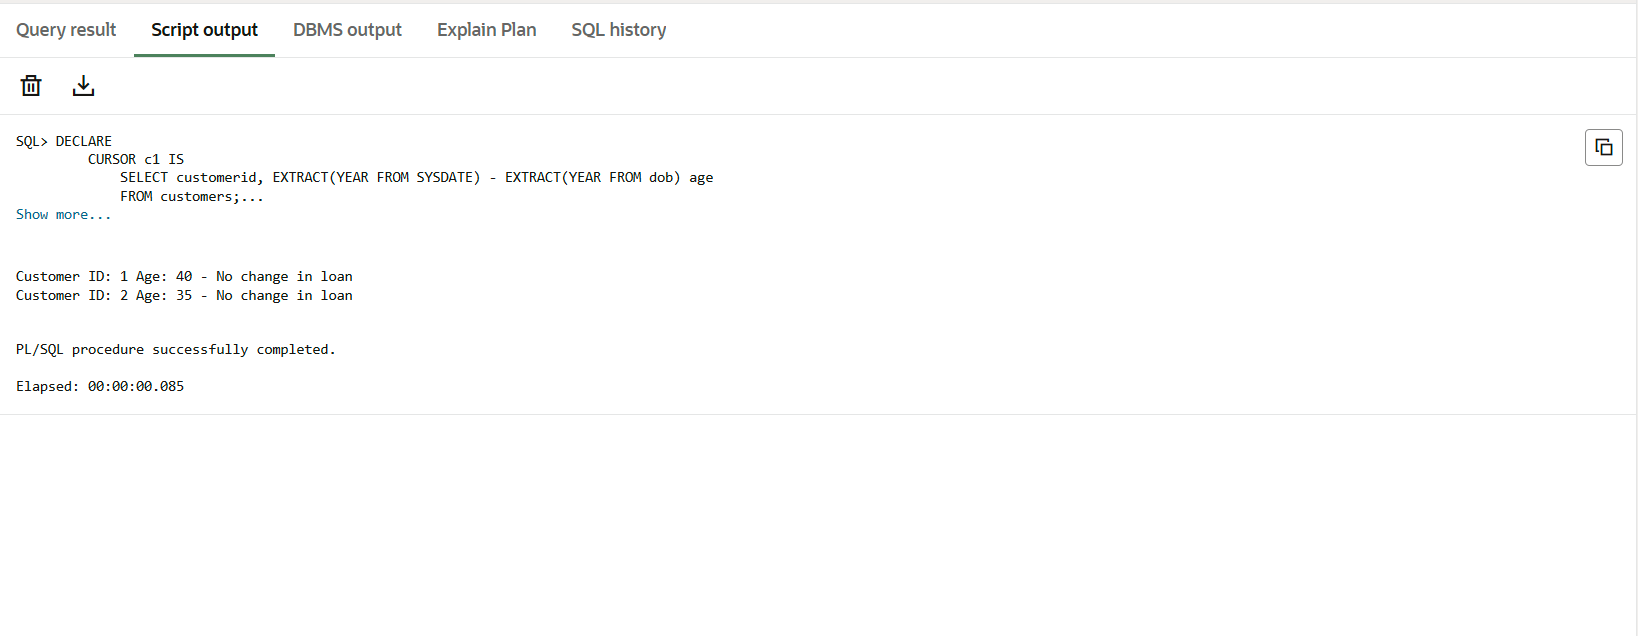 Query result Script output DBMS output Explain Plan SQL history
SQL> DECLARE
CURSOR c1 IS
SELECT customerid, EXTRACT(YEAR FROM SYSDATE) - EXTRACT(YEAR FROM dob) age
FROM customers;...
Show more...
Customer ID: 1 Age: 40 - No change in loan
Customer ID: 2 Age: 35 - No change in loan
PL/SQL procedure successfully completed.
Elapsed: 00:00:00.085